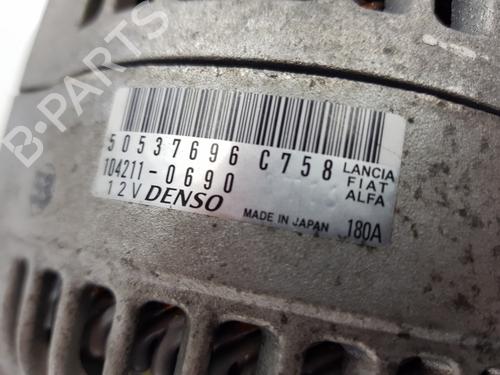 B-PARTS
50537696 C758
LANCIA
FIAT
ALFA
104211-0690
12V DENSO
MADE IN JAPAN
180A